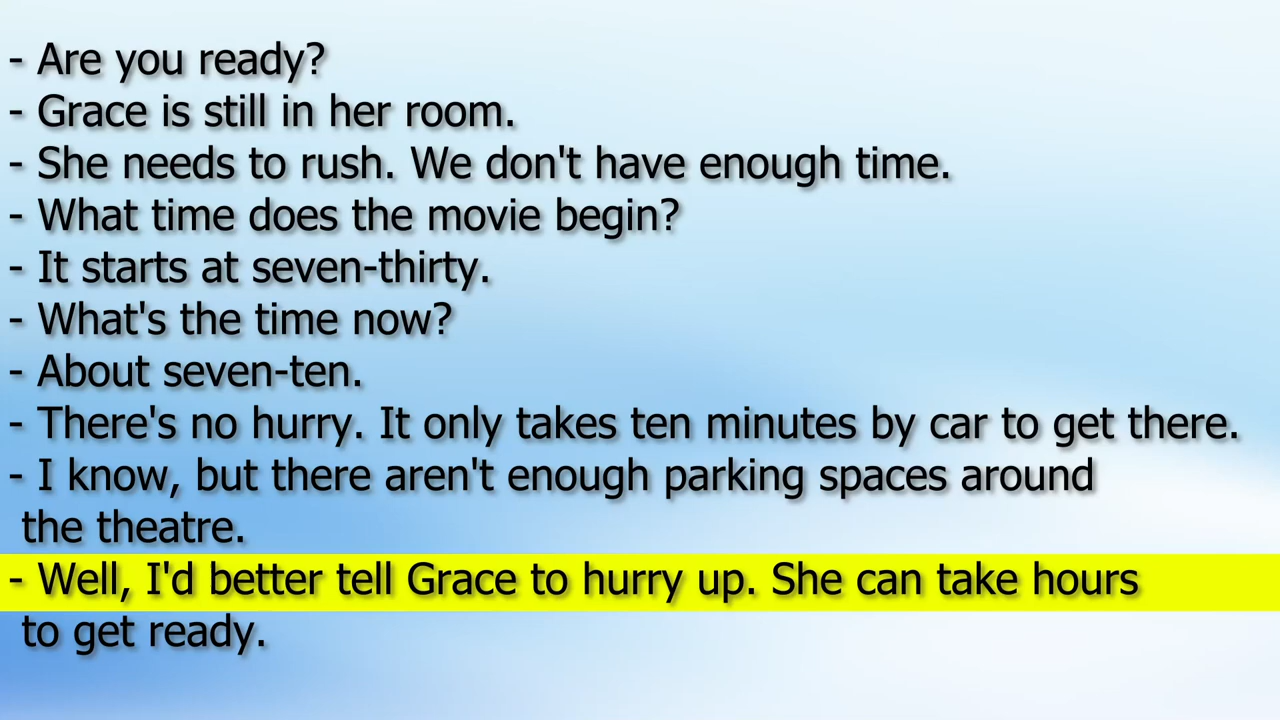 - Are you ready?
- Grace is still in her room.
- She needs to rush. We don't have enough time.
- What time does the movie begin?
- It starts at seven-thirty.
- What's the time now?
- About seven-ten.
- There's no hurry. It only takes ten minutes by car to get there.
- I know, but there aren't enough parking spaces around
the theatre.
- Well, I'd better tell Grace to hurry up. She can take hours
to get ready.